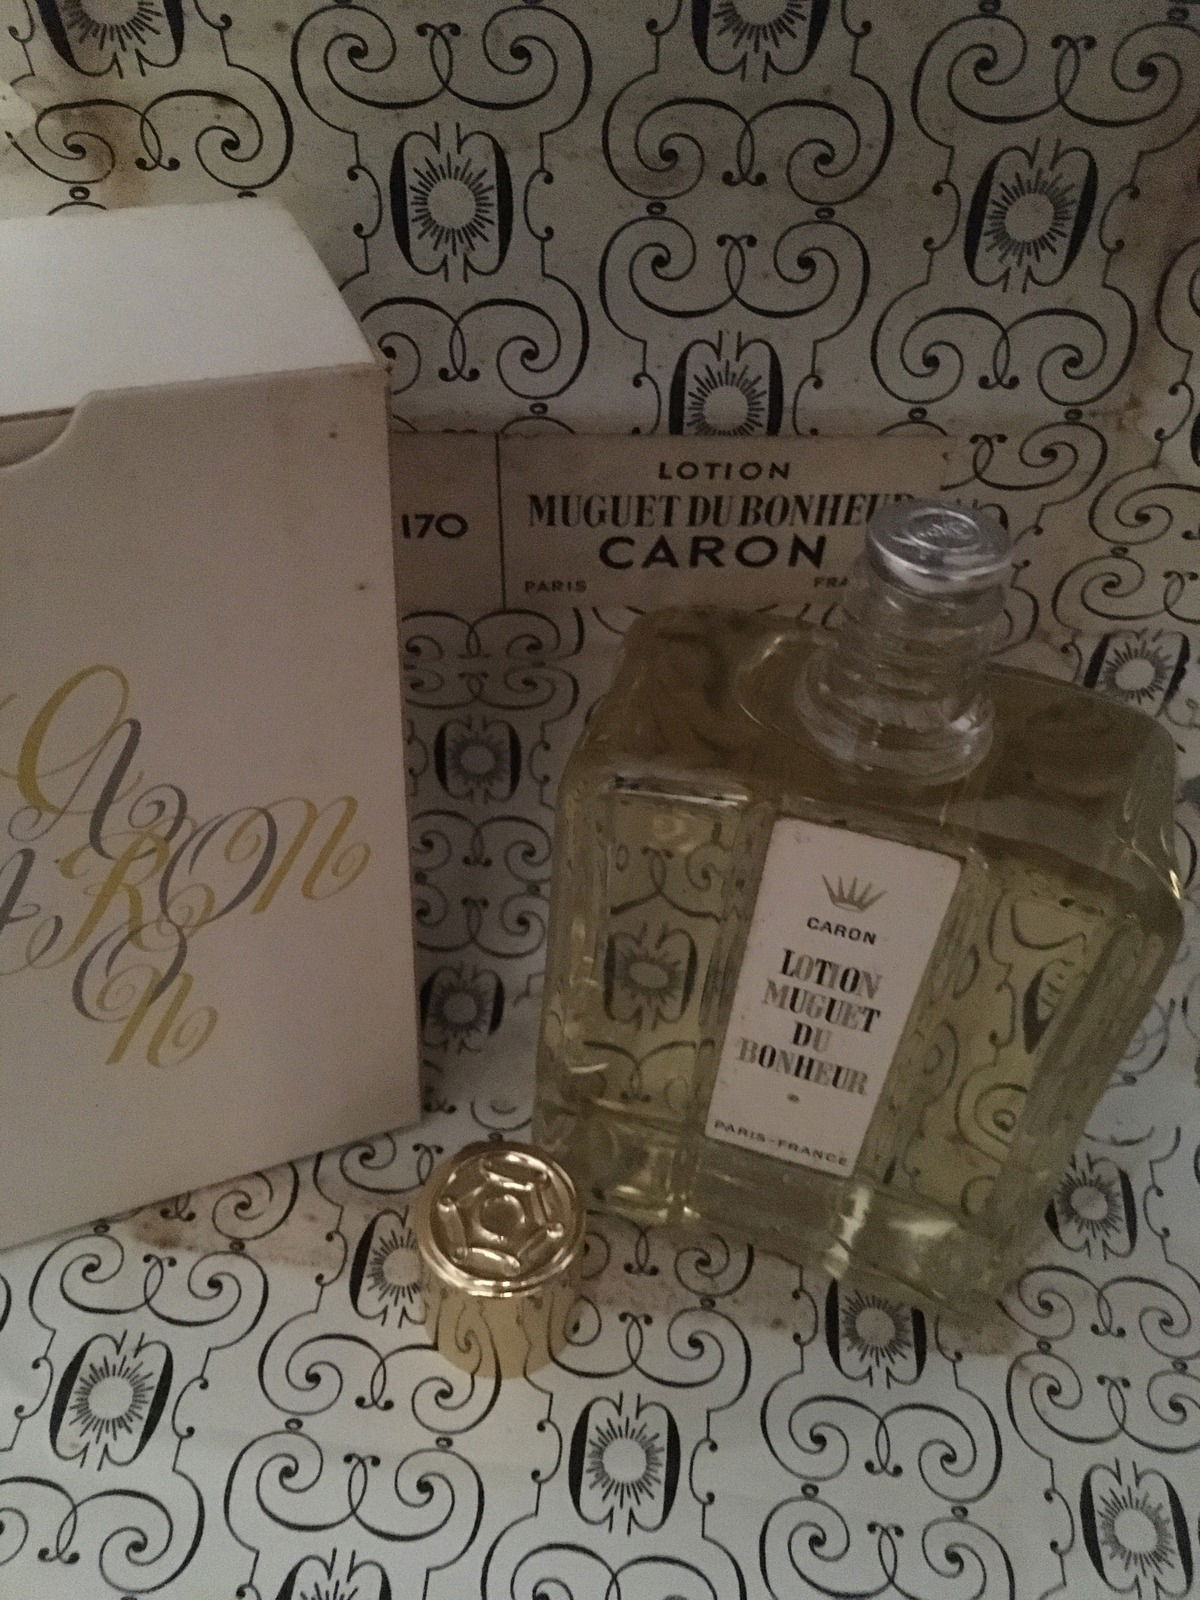 170
LOTION
MUGUET DU BONHEUR
CARON
PARIS
CARON
LOTION
MUGUET
DU
BONHEUR
PARIS-FRANCE